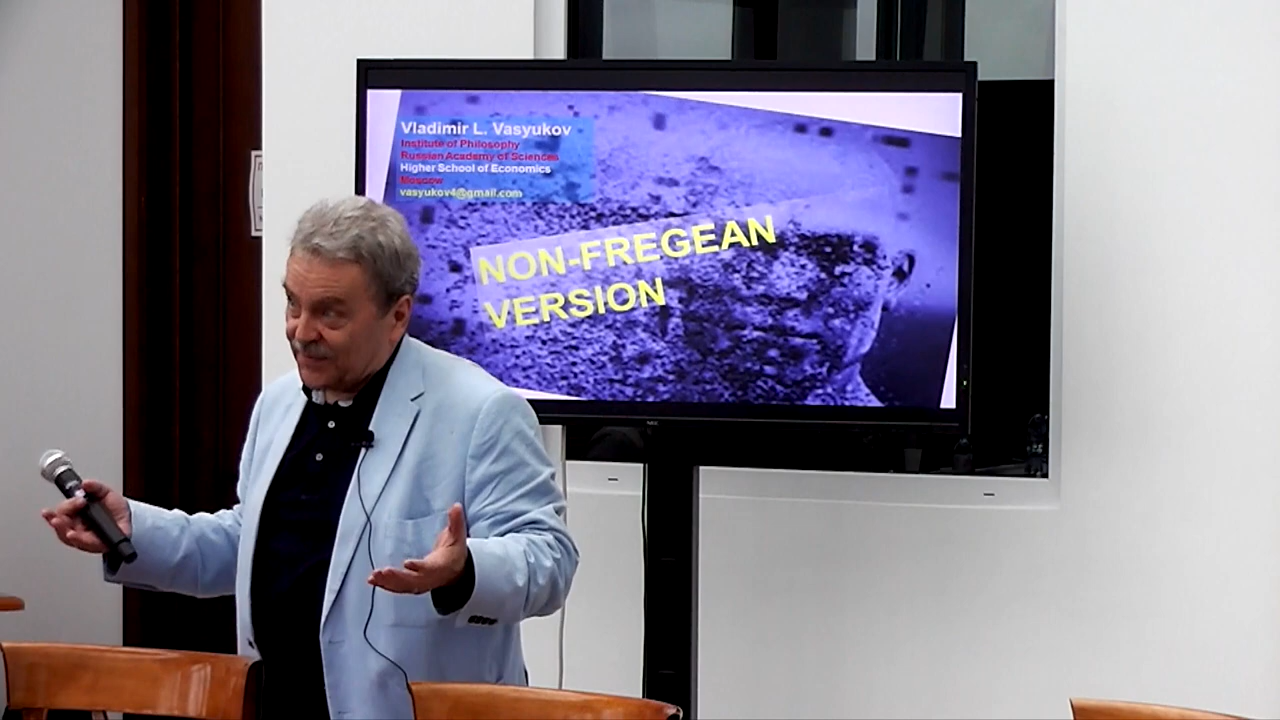 Vladimir L. Vasyukov
Institute of Philosophy
Russian Academy of Sciences
Higher School of Economics
Moscow
vasyukov4@gmail.com
NON-FREGEAN
VERSION
NEC